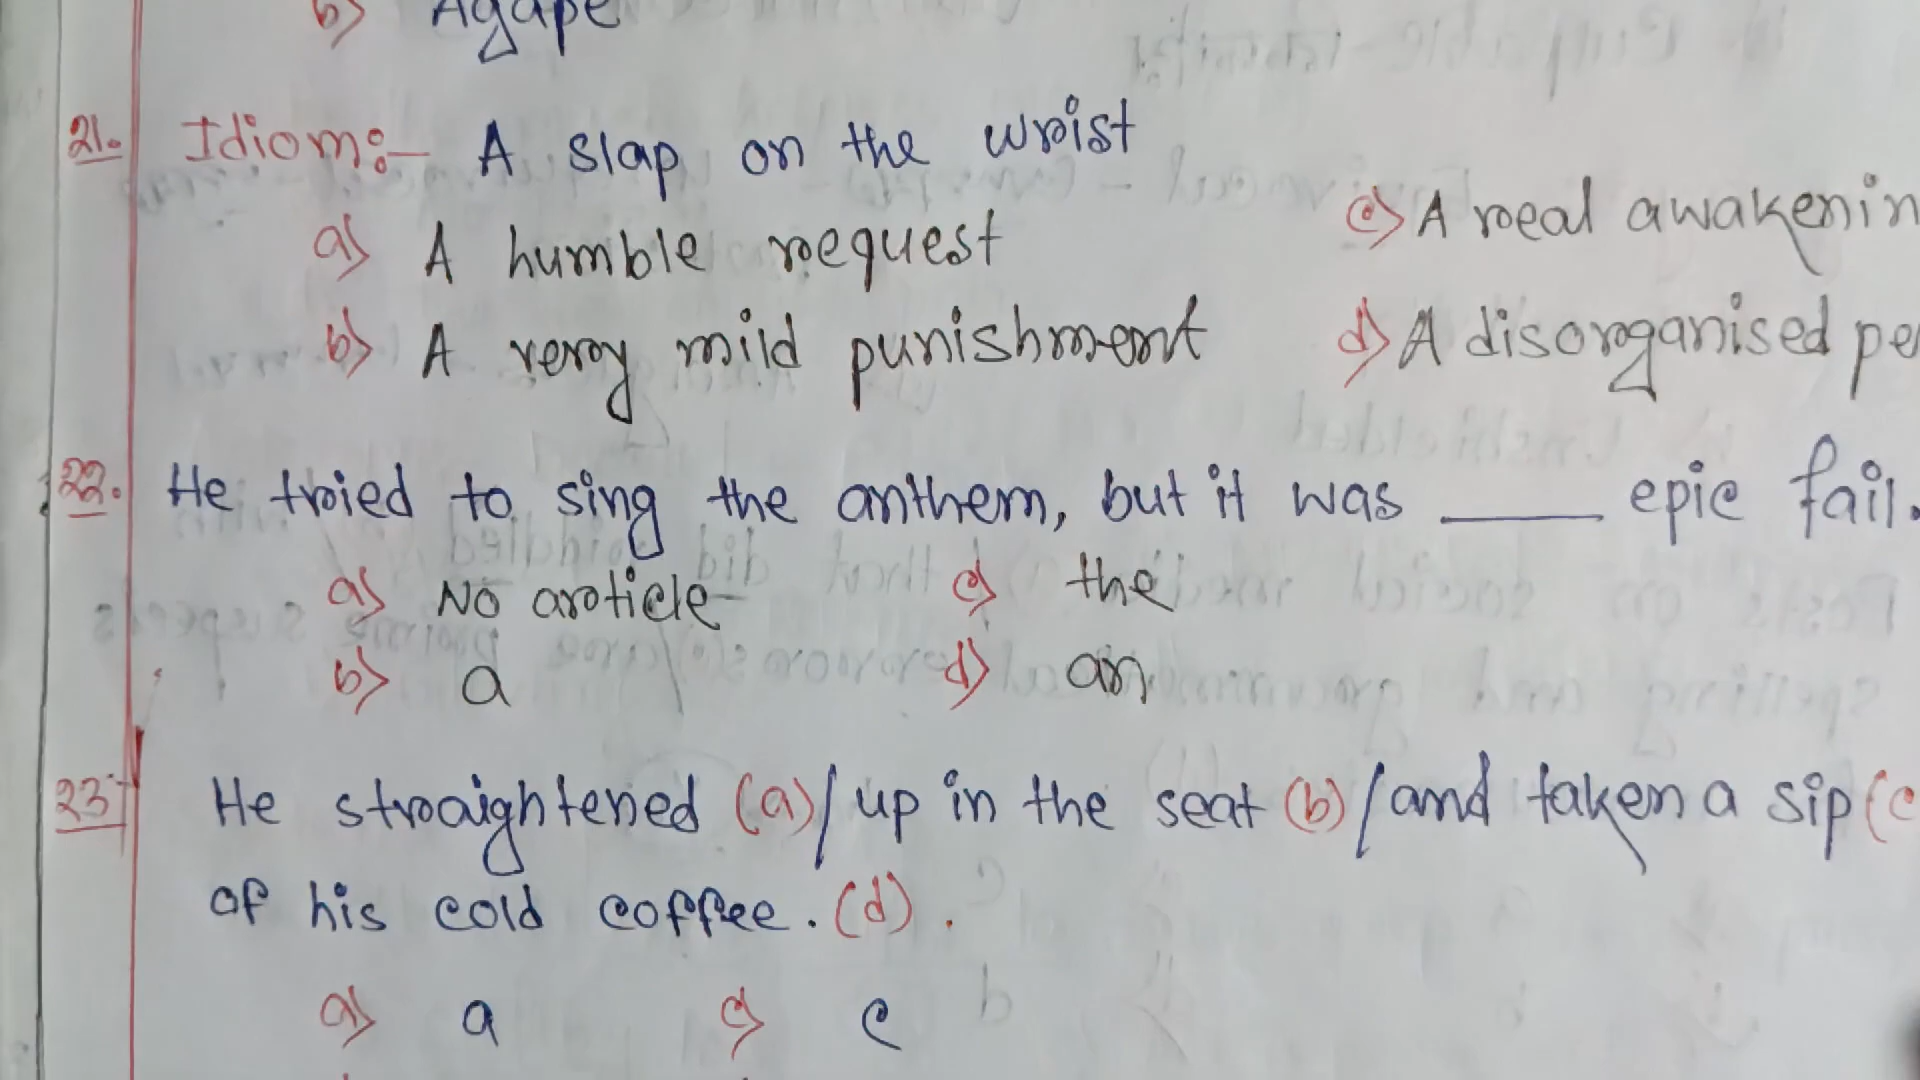 b) Agape
21. Idiom:- A slap on the wrist
a) A humble request
c) A real awakenin
b) A very mild punishment
d) A disorganised pe
22. He tried to sing the anthem, but it was ____ epic fail.
a) No article
c) the
b) a
d) an
23. He straightened (a)/ up in the seat (b)/ and taken a sip (c
of his cold coffee. (d).
a) a
c) c